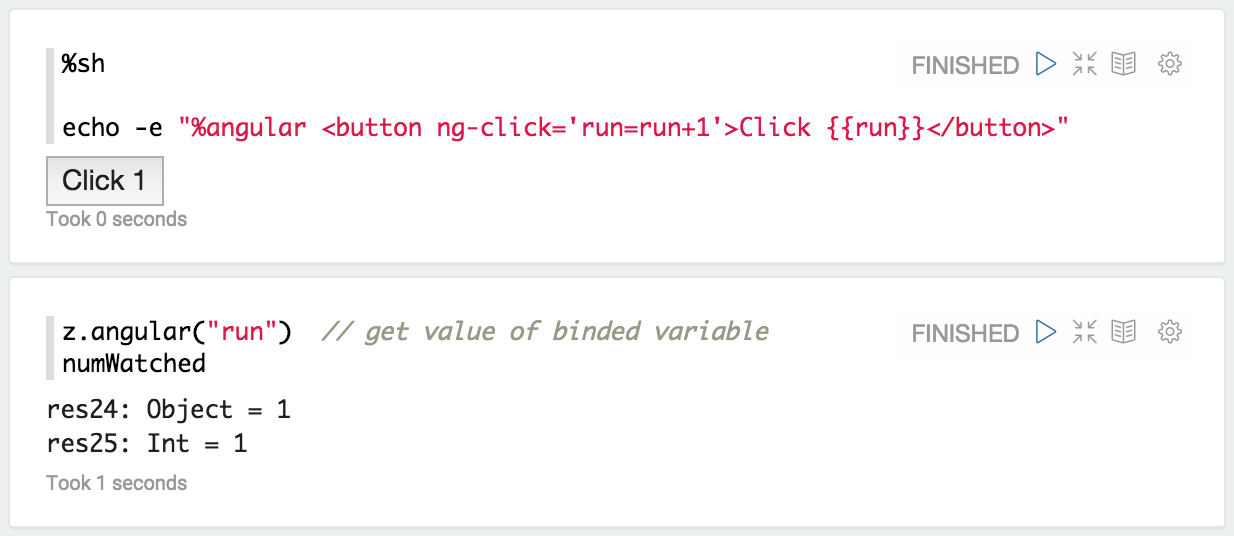 %sh
FINISHED
echo -e "%angular <button ng-click='run=run+1'>Click {{run}}</button>"
Click 1
Took 0 seconds
z.angular("run")  // get value of binded variable
FINISHED
numWatched
res24: Object = 1
res25: Int = 1
Took 1 seconds